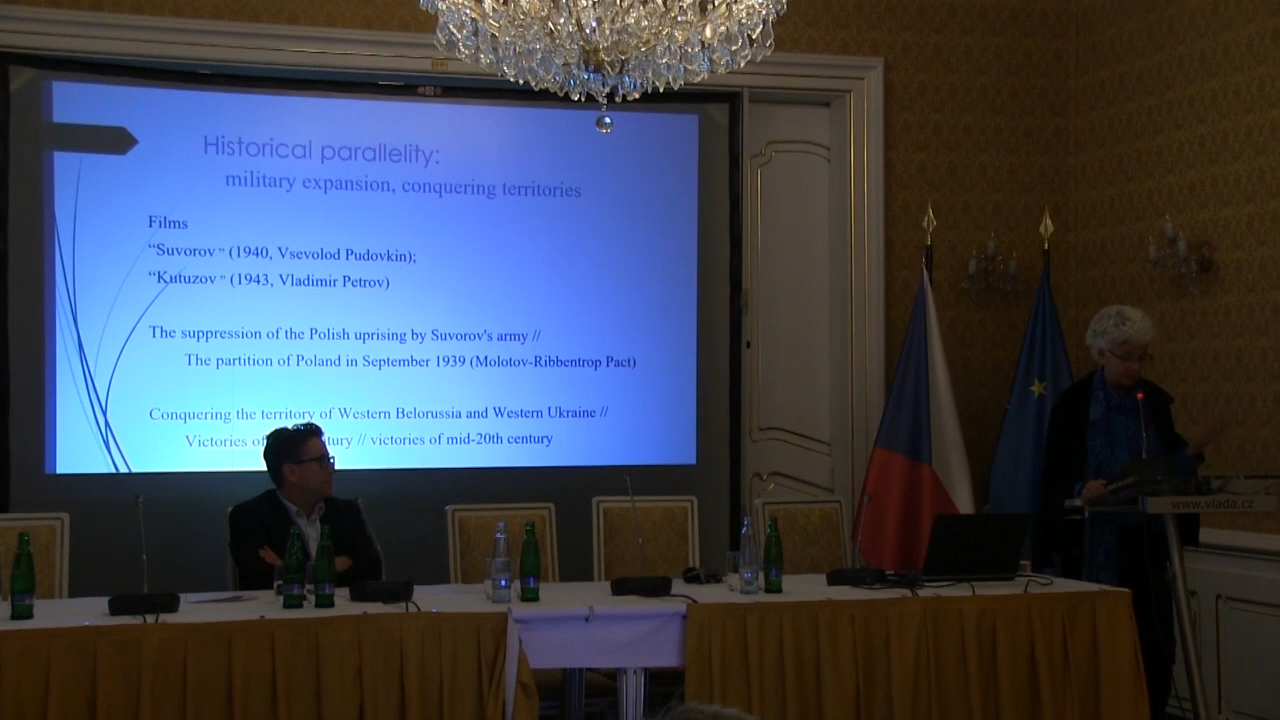 Historical parallelity:
military expansion, conquering territories
Films
“Suvorov ” (1940, Vsevolod Pudovkin);
“Kutuzov ” (1943, Vladimir Petrov)
The suppression of the Polish uprising by Suvorov's army //
The partition of Poland in September 1939 (Molotov-Ribbentrop Pact)
Conquering the territory of Western Belorussia and Western Ukraine //
Victories of tury // victories of mid-20th century
www.vlada.cz